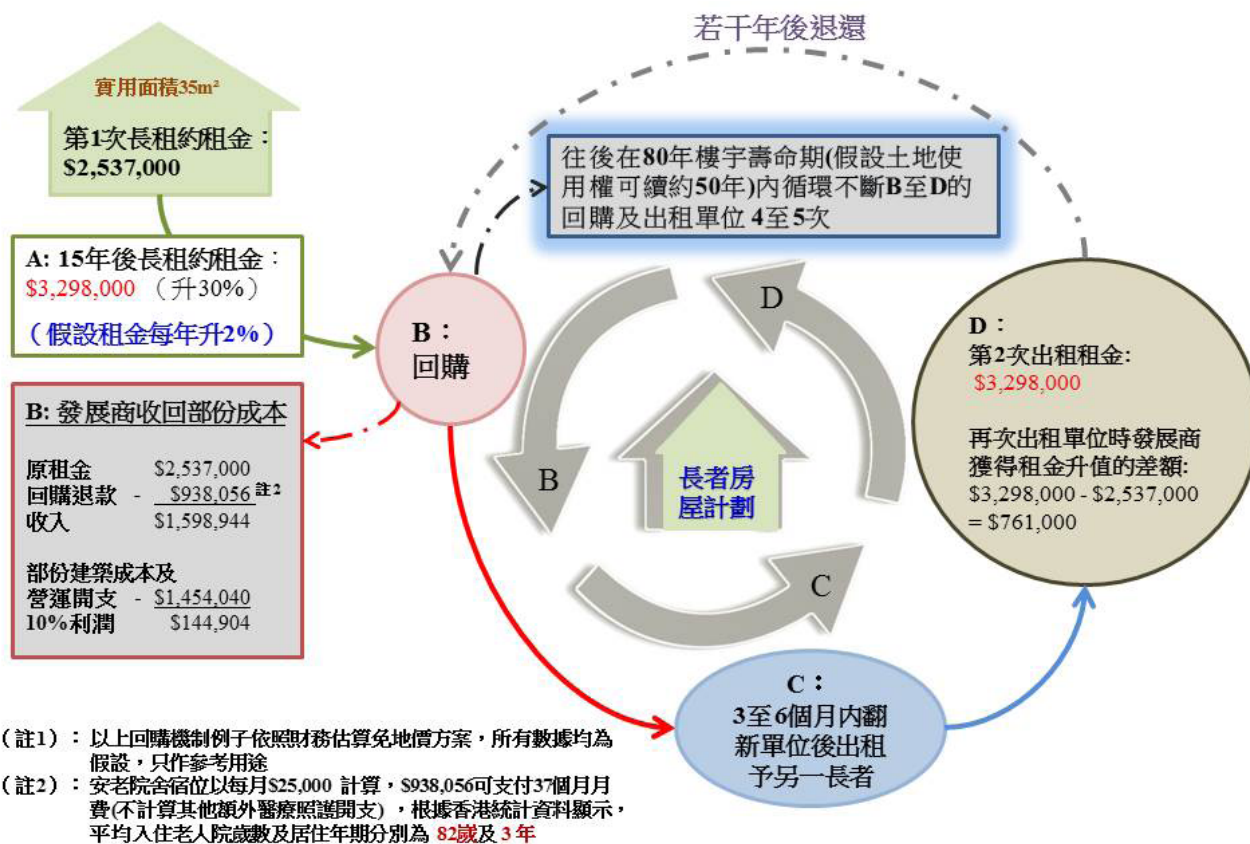 若干年後退還
實用面積35m²
第1次長租約租金：
$2,537,000
往後在80年樓宇壽命期(假設土地使
用權可續約50年)內循環不斷B至D的
回購及出租單位 4至5次
A: 15年後長租約租金：
$3,298,000 （升30%）
（假設租金每年升2%）
B：
回購
D
B
C
長者房
屋計劃
D：
第2次出租租金:
$3,298,000
再次出租單位時發展商
獲得租金升值的差額:
$3,298,000 - $2,537,000
= $761,000
B: 發展商收回部份成本
原租金 $2,537,000
回購退款 - $938,056 註2
收入 $1,598,944
部份建築成本及
營運開支 - $1,454,040
10%利潤 $144,904
C：
3至6個月内翻
新單位後出租
予另一長者
（註1）： 以上回購機制例子依照財務估算免地價方案，所有數據均為
假設，只作參考用途
（註2）： 安老院舍宿位以每月$25,000 計算，$938,056可支付37個月月
費(不計算其他額外醫療照護開支) ，根據香港統計資料顯示，
平均入住老人院歲數及居住年期分別為 82歲及 3 年